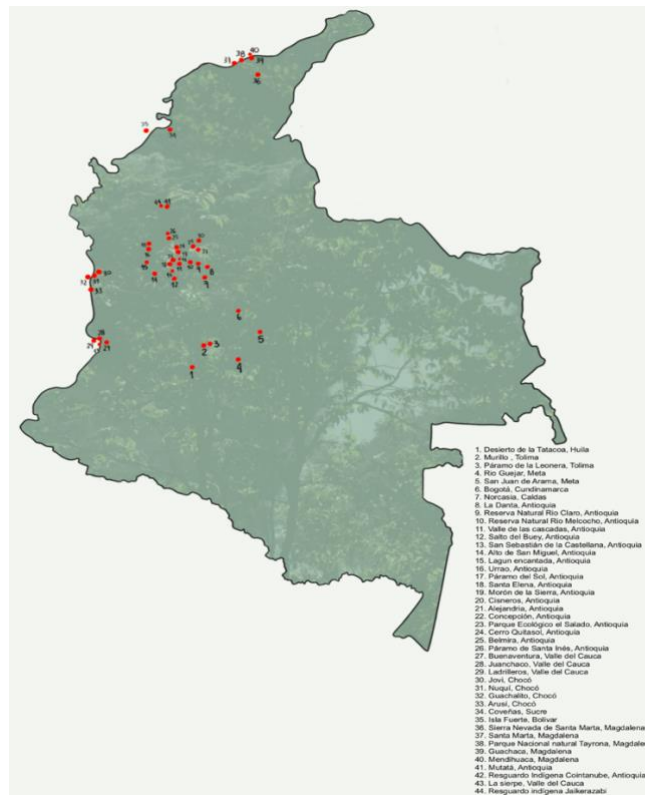 40
38
33
39
36
35
34
30
6
5
2
3
4
1
1. Desierto de la Tatacoa, Huila
2. Murillo , Tolima
3. Páramo de la Leonera, Tolima
4. Rio Guejar, Meta
5. San Juan de Arama, Meta
6. Bogotá, Cundinamarca
7. Norcasia, Caldas
8. La Danta, Antioquia
9. Reserva Natural Rio Claro, Antioquia
10. Reserva Natural Rio Melcocho, Antioquia
11. Valle de las cascadas, Antioquia
12. Salto del Buey, Antioquia
13. San Sebastián de la Castellana, Antioquia
14. Alto de San Miguel, Antioquia
15. Lagun encantada, Antioquia
16. Urrao, Antioquia
17. Páramo del Sol, Antioquia
18. Santa Elena, Antioquia
19. Morón de la Sierra, Antioquia
20. Cisneros, Antioquia
21. Alejandria, Antioquia
22. Concepción, Antioquia
23. Parque Ecológico el Salado, Antioquia
24. Cerro Quitasol, Antioquia
25. Belmira, Antioquia
26. Páramo de Santa Inés, Antioquia
27. Buenaventura, Valle del Cauca
28. Juanchaco, Valle del Cauca
29. Ladrilleros, Valle del Cauca
30. Jovi, Chocó
31. Nuquí, Chocó
32. Guachalito, Chocó
33. Arusí, Chocó
34. Coveñas, Sucre
35. Isla Fuerte, Bolivar
36. Sierra Nevada de Santa Marta, Magdalena
37. Santa Marta, Magdalena
38. Parque Nacional natural Tayrona, Magdale
39. Guachaca, Magdalena
40. Mendihuaca, Magdalena
41. Mutatá, Antioquia
42. Resguardo Indígena Cointanube, Antioquia
43. La sierpe, Valle del Cauca
44. Resguardo indígena Jaikerazabi